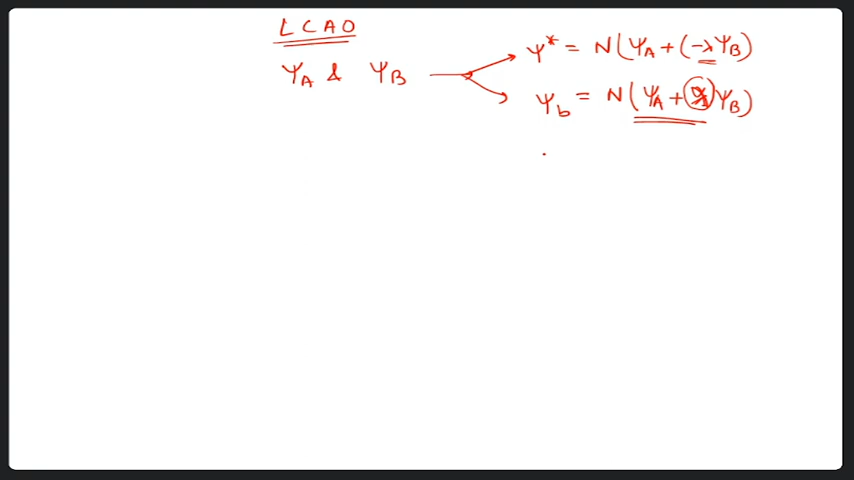 LCAO
ΨA & ΨB
Ψ* = N(ΨA + (-λΨB)
Ψb = N(ΨA + ΨB)